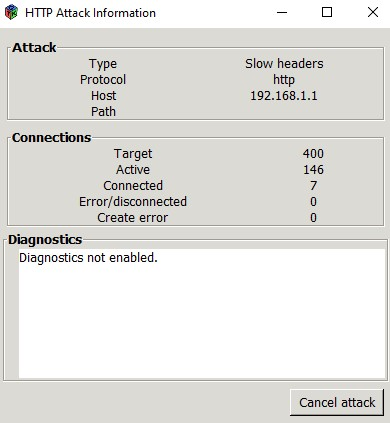 HTTP Attack Information
Attack
Type Slow headers
Protocol http
Host 192.168.1.1
Path
Connections
Target 400
Active 146
Connected 7
Error/disconnected 0
Create error 0
Diagnostics
Diagnostics not enabled.
Cancel attack